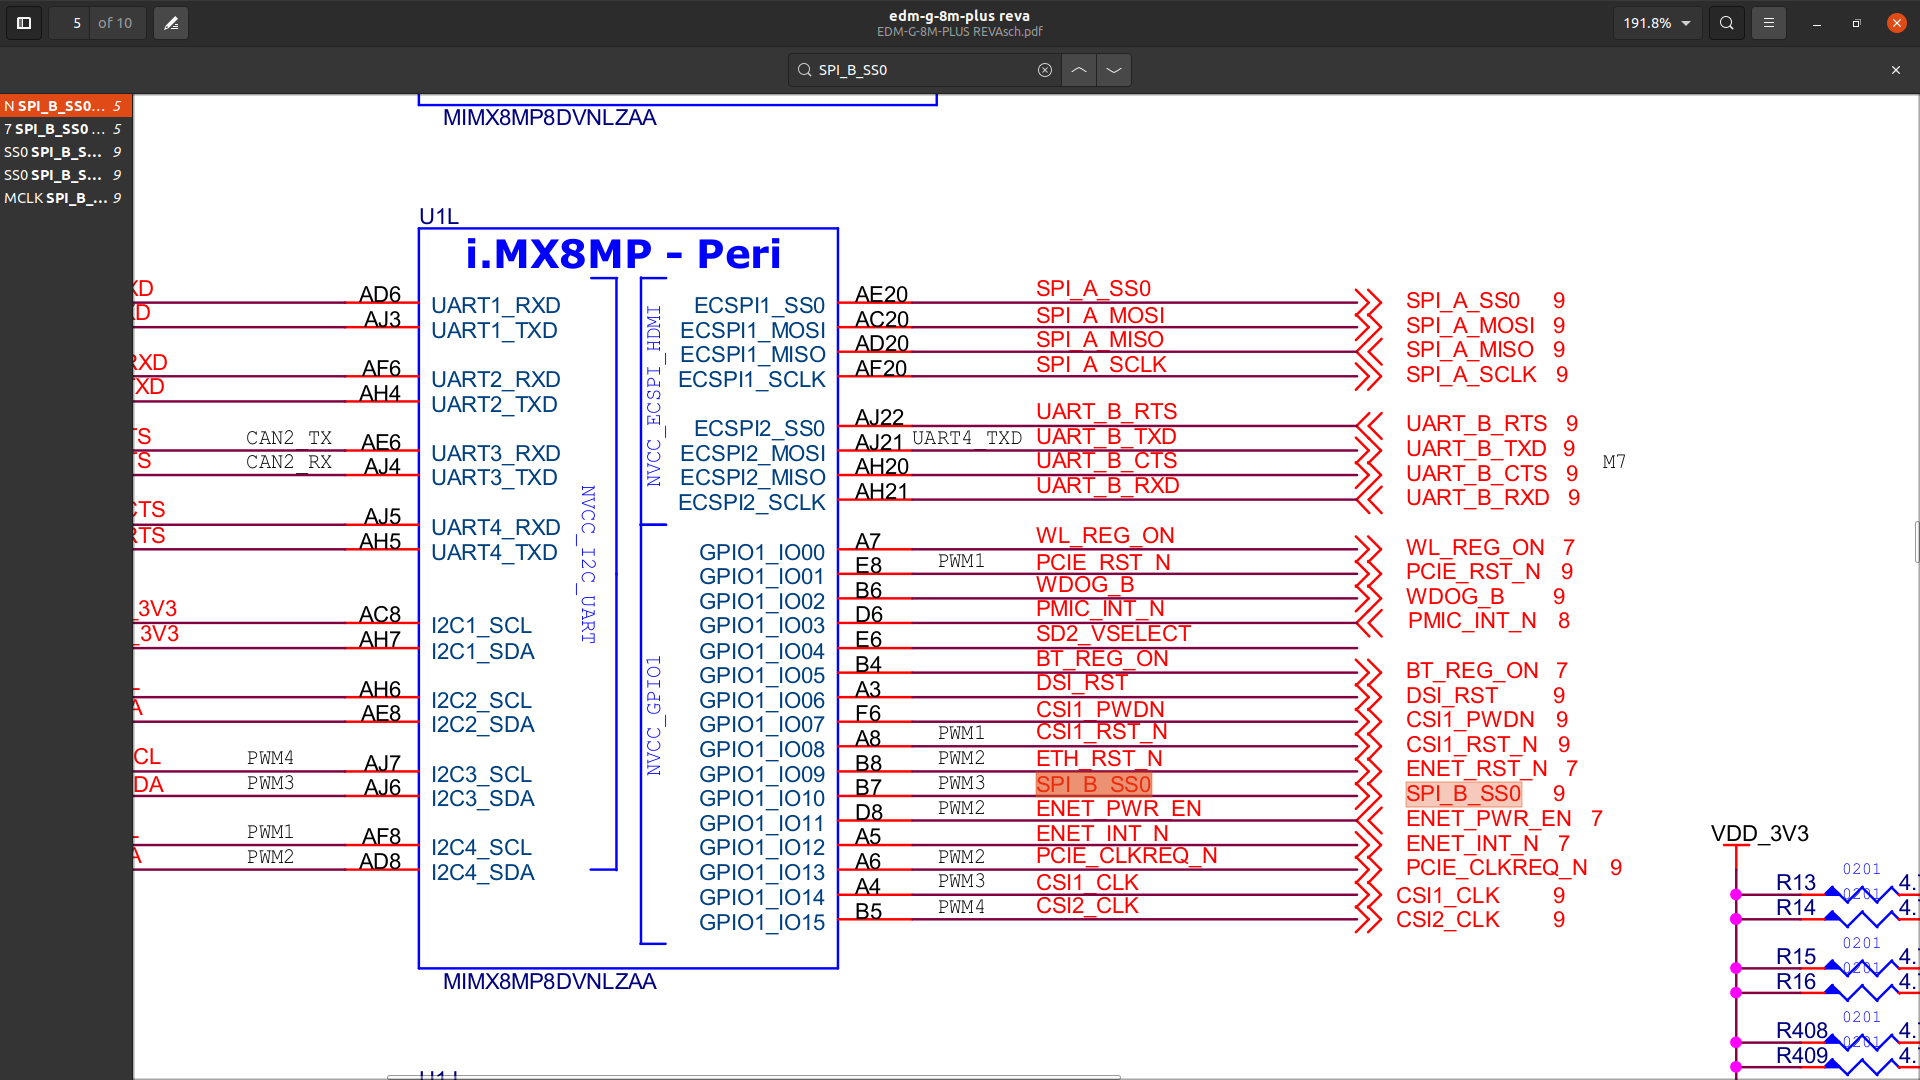 5 of 10
edm-g-8m-plus reva
EDM-G-8M-PLUS REVAsch.pdf
191.8%
SPI_B_SS0
N SPI_B_SS0... 5
7 SPI_B_SS0 ... 5
SS0 SPI_B_S... 9
SS0 SPI_B_S... 9
MCLK SPI_B_... 9
MIMX8MP8DVNLZAA
U1L
i.MX8MP - Peri
XD AD6 UART1_RXD ECSPI1_SS0 AE20 SPI_A_SS0 SPI_A_SS0 9
XD AJ3 UART1_TXD ECSPI1_MOSI AC20 SPI_A_MOSI SPI_A_MOSI 9
ECSPI1_MISO AD20 SPI_A_MISO SPI_A_MISO 9
RXD AF6 UART2_RXD ECSPI1_SCLK AF20 SPI_A_SCLK SPI_A_SCLK 9
XD AH4 UART2_TXD
ECSPI2_SS0 AJ22 UART_B_RTS UART_B_RTS 9
TS CAN2_TX AE6 UART3_RXD ECSPI2_MOSI AJ21 UART4_TXD UART_B_TXD UART_B_TXD 9
S CAN2_RX AJ4 UART3_TXD ECSPI2_MISO AH20 UART_B_CTS UART_B_CTS 9 M7
ECSPI2_SCLK AH21 UART_B_RXD UART_B_RXD 9
NVCC_ECSPI_HDMI
CTS AJ5 UART4_RXD
RTS AH5 UART4_TXD
NVCC_I2C_UART
GPIO1_IO00 A7 WL_REG_ON WL_REG_ON 7
GPIO1_IO01 E8 PWM1 PCIE_RST_N PCIE_RST_N 9
GPIO1_IO02 B6 WDOG_B WDOG_B 9
_3V3 AC8 I2C1_SCL GPIO1_IO03 D6 PMIC_INT_N PMIC_INT_N 8
_3V3 AH7 I2C1_SDA GPIO1_IO04 E6 SD2_VSELECT
GPIO1_IO05 B4 BT_REG_ON BT_REG_ON 7
L AH6 I2C2_SCL GPIO1_IO06 A3 DSI_RST DSI_RST 9
A AE8 I2C2_SDA GPIO1_IO07 F6 CSI1_PWDN CSI1_PWDN 9
NVCC_GPIO1
GPIO1_IO08 A8 PWM1 CSI1_RST_N CSI1_RST_N 9
CL PWM4 AJ7 I2C3_SCL GPIO1_IO09 B8 PWM2 ETH_RST_N ENET_RST_N 7
DA PWM3 AJ6 I2C3_SDA GPIO1_IO10 B7 PWM3 SPI_B_SS0 SPI_B_SS0 9
GPIO1_IO11 D8 PWM2 ENET_PWR_EN ENET_PWR_EN 7
L PWM1 AF8 I2C4_SCL GPIO1_IO12 A5 ENET_INT_N ENET_INT_N 7
A PWM2 AD8 I2C4_SDA GPIO1_IO13 A6 PWM2 PCIE_CLKREQ_N PCIE_CLKREQ_N 9
GPIO1_IO14 A4 PWM3 CSI1_CLK CSI1_CLK 9
GPIO1_IO15 B5 PWM4 CSI2_CLK CSI2_CLK 9
MIMX8MP8DVNLZAA
VDD_3V3
0201
R13 0201 4.
R14 4.
0201
R15 0201 4.
R16 4.
0201
R408 0201 4.
R409 4.